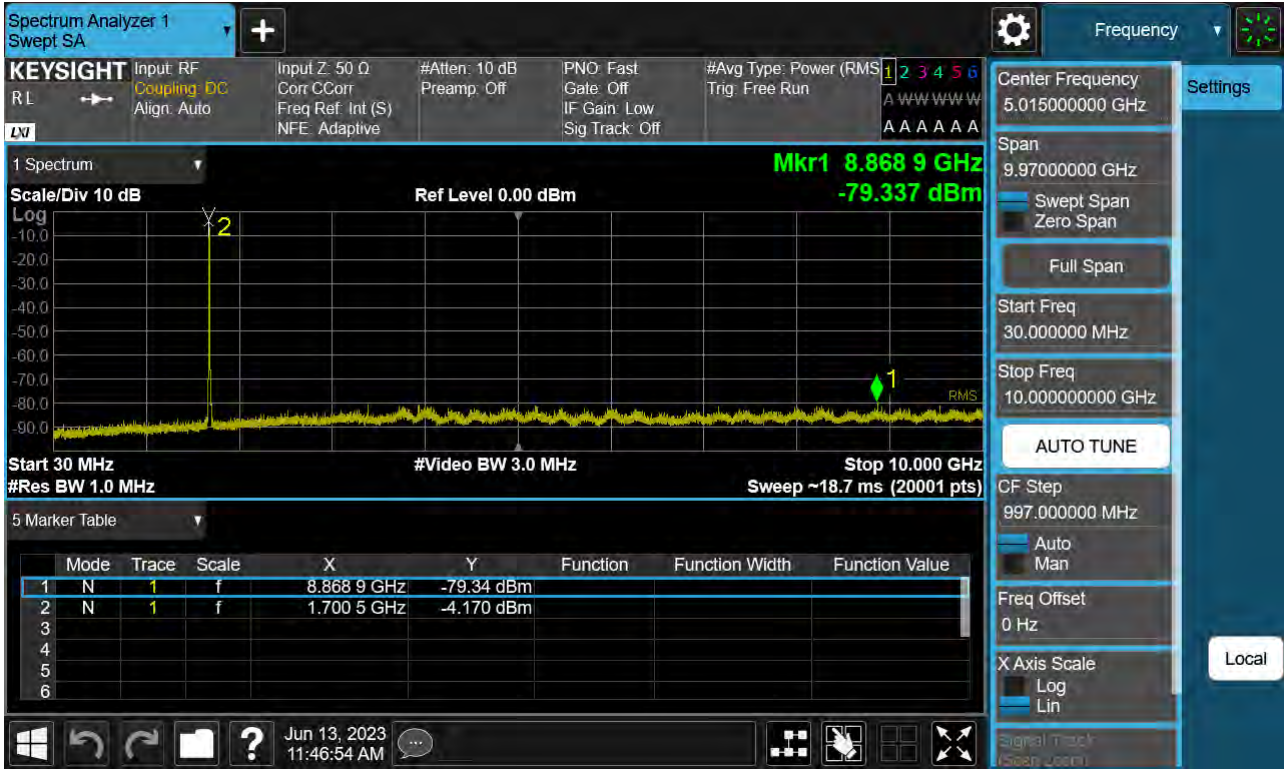 Spectrum Analyzer 1
Swept SA
+
Frequency
KEYSIGHT
RL
LXI
Input: RF
Coupling: DC
Align: Auto
Input Z: 50 Ω
Corr CCorr
Freq Ref: Int (S)
NFE: Adaptive
#Atten: 10 dB
Preamp: Off
PNO: Fast
Gate: Off
IF Gain: Low
Sig Track: Off
#Avg Type: Power (RMS
Trig: Free Run
1 2 3 4 5 6
A W W W W W
A A A A A A
1 Spectrum
Mkr1 8.868 9 GHz
Scale/Div 10 dB
Ref Level 0.00 dBm
-79.337 dBm
Log
2
-10.0
-20.0
-30.0
-40.0
-50.0
-60.0
-70.0
1
-80.0
RMS
-90.0
Start 30 MHz
#Video BW 3.0 MHz
Stop 10.000 GHz
#Res BW 1.0 MHz
Sweep ~18.7 ms (20001 pts)
5 Marker Table
Mode Trace Scale X Y Function Function Width Function Value
1 N 1 f 8.868 9 GHz -79.34 dBm
2 N 1 f 1.700 5 GHz -4.170 dBm
3
4
5
6
?
Jun 13, 2023
11:46:54 AM
Center Frequency
5.015000000 GHz
Span
9.97000000 GHz
Swept Span
Zero Span
Full Span
Start Freq
30.000000 MHz
Stop Freq
10.000000000 GHz
AUTO TUNE
CF Step
997.000000 MHz
Auto
Man
Freq Offset
0 Hz
X Axis Scale
Log
Lin
Signal Track
(Span Zoom)
Settings
Local